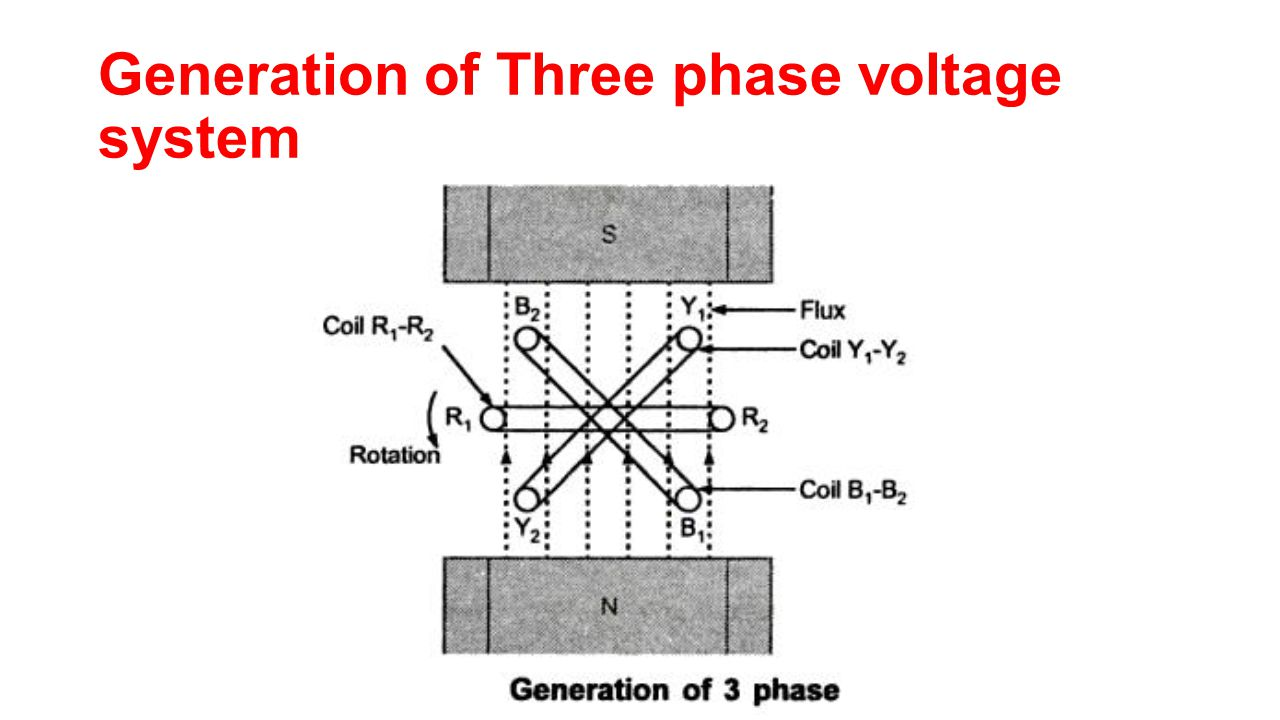 Generation of Three phase voltage
system
S
B₂
Y₁
Flux
Coil R₁-R₂
Coil Y₁-Y₂
R₁
R₂
Rotation
Coil B₁-B₂
Y₂
B₁
N
Generation of 3 phase